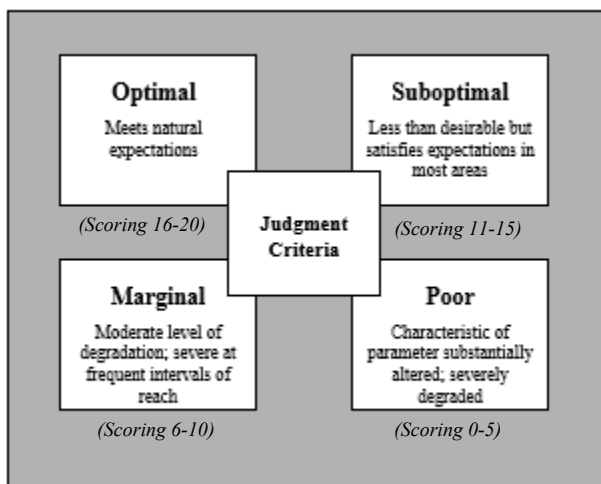 Optimal
Meets natural
expectations
(Scoring 16-20)
Suboptimal
Less than desirable but
satisfies expectations in
most areas
(Scoring 11-15)
Judgment
Criteria
Marginal
Moderate level of
degradation; severe at
frequent intervals of
reach
(Scoring 6-10)
Poor
Characteristic of
parameter substantially
altered; severely
degraded
(Scoring 0-5)